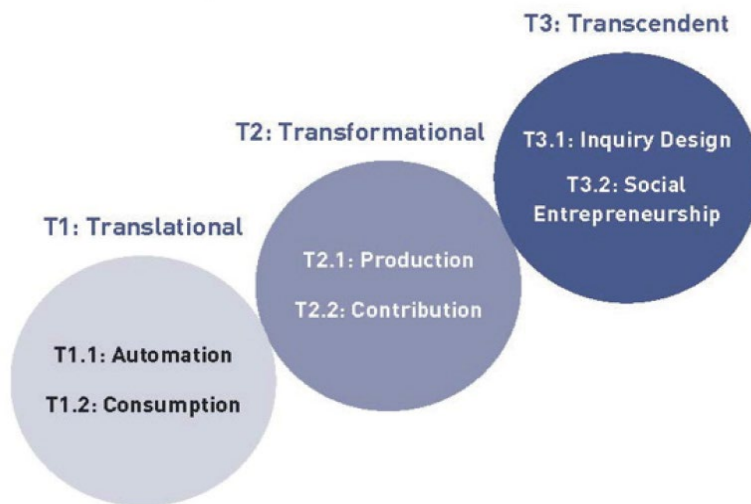 T3: Transcendent
T3.1: Inquiry Design
T3.2: Social
Entrepreneurship
T2: Transformational
T2.1: Production
T2.2: Contribution
T1: Translational
T1.1: Automation
T1.2: Consumption